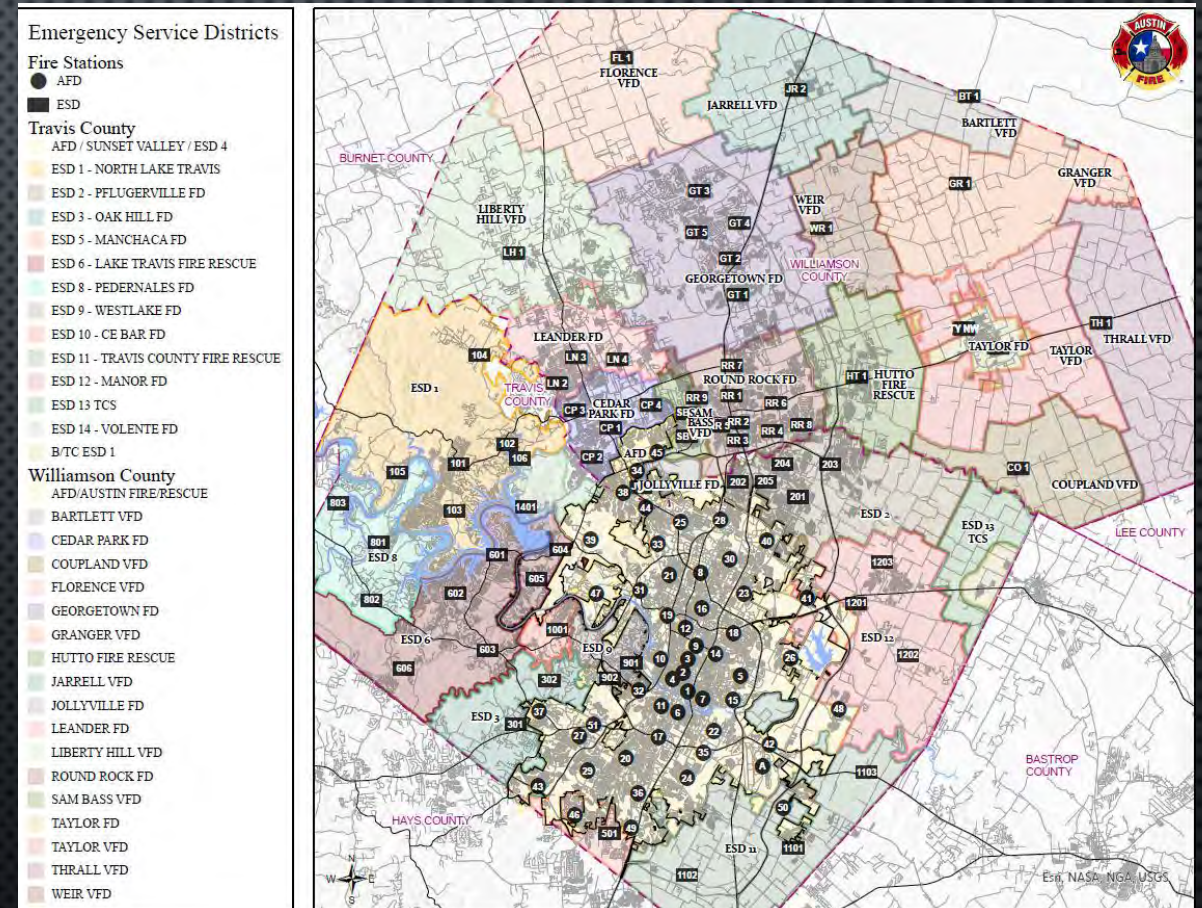 Emergency Service Districts
Fire Stations
AFD
ESD
Travis County
AFD / SUNSET VALLEY / ESD 4
ESD 1 - NORTH LAKE TRAVIS
ESD 2 - PFLUGERVILLE FD
ESD 3 - OAK HILL FD
ESD 5 - MANCHACA FD
ESD 6 - LAKE TRAVIS FIRE RESCUE
ESD 8 - PEDERNALES FD
ESD 9 - WESTLAKE FD
ESD 10 - CE BAR FD
ESD 11 - TRAVIS COUNTY FIRE RESCUE
ESD 12 - MANOR FD
ESD 13 TCS
ESD 14 - VOLENTE FD
B/TC ESD 1
Williamson County
AFD/AUSTIN FIRE/RESCUE
BARTLETT VFD
CEDAR PARK FD
COUPLAND VFD
FLORENCE VFD
GEORGETOWN FD
GRANGER VFD
HUTTO FIRE RESCUE
JARRELL VFD
JOLLYVILLE FD
LEANDER FD
LIBERTY HILL VFD
ROUND ROCK FD
SAM BASS VFD
TAYLOR FD
TAYLOR VFD
THRALL VFD
WEIR VFD
AUSTIN
FIRE
FL 1
FLORENCE
VFD
JR 2
JARRELL VFD
BT 1
BARTLETT
VFD
BURNET COUNTY
GRANGER
VFD
GR 1
GT 3
LIBERTY
HILL VFD
WEIR
VFD
GT 4
GT 5
WR 1
LH 1
GT 2
WILLIAMSON
COUNTY
GEORGETOWN FD
GT 1
TH 1
TY NW
TAYLOR FD
THRALL VFD
LEANDER FD
TAYLOR
VFD
104
LN 3
LN 4
RR 7
ROUND ROCK FD
HT 1
HUTTO
FIRE
RESCUE
ESD 1
TRAVIS
COUNTY
LN 2
RR 9
RR 1
RR 6
CP 3
CEDAR
PARK FD
CP 4
SAM
BASS
VFD
RR 2
RR 4
RR 8
CP 1
RR 3
102
106
CP 2
AFD
45
101
105
34
204
203
CO 1
JOLLYVILLE FD
202
205
COUPLAND VFD
38
201
803
103
1401
44
ESD 2
25
28
ESD 13
TCS
LEE COUNTY
801
ESD 8
39
33
40
601
604
30
1203
605
21
8
602
47
31
23
41
802
16
1201
19
12
18
1001
ESD 6
ESD 12
603
ESD 9
9
14
26
1202
606
901
10
3
302
902
2
4
5
32
1
7
15
37
11
6
48
ESD 3
301
51
27
17
22
42
35
20
A
BASTROP
COUNTY
29
24
1103
43
36
50
46
HAYS COUNTY
501
49
1101
ESD 11
1102
N
W
E
S
Esri, NASA, NGA, USGS